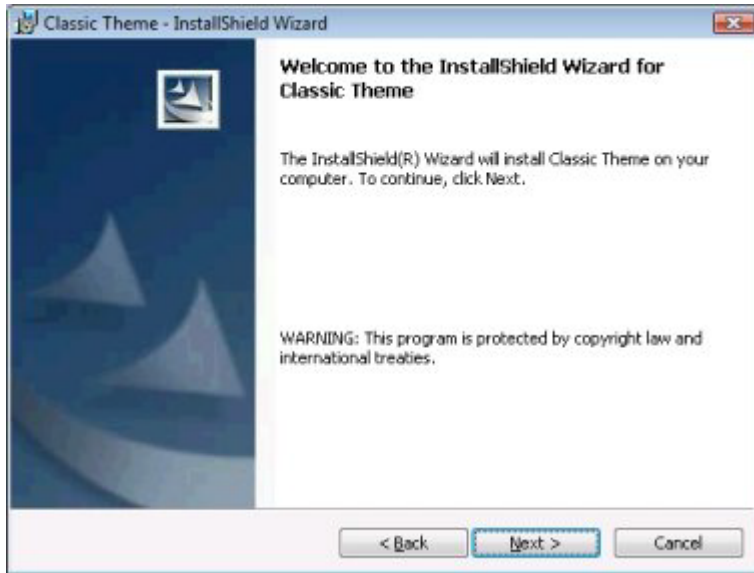 Classic Theme - InstallShield Wizard
Welcome to the InstallShield Wizard for
Classic Theme
The InstallShield(R) Wizard will install Classic Theme on your
computer. To continue, click Next.
WARNING: This program is protected by copyright law and
international treaties.
< Back
Next >
Cancel